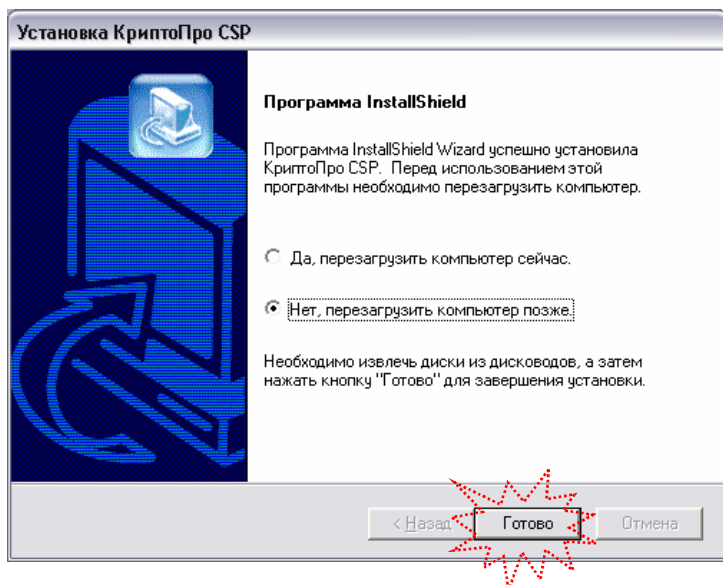 Установка КриптоПро CSP
Программа InstallShield
Программа InstallShield Wizard успешно установила
КриптоПро CSP. Перед использованием этой
программы необходимо перезагрузить компьютер.
Да, перезагрузить компьютер сейчас.
Нет, перезагрузить компьютер позже.
Необходимо извлечь диски из дисководов, а затем
нажать кнопку "Готово" для завершения установки.
< Назад
Готово
Отмена